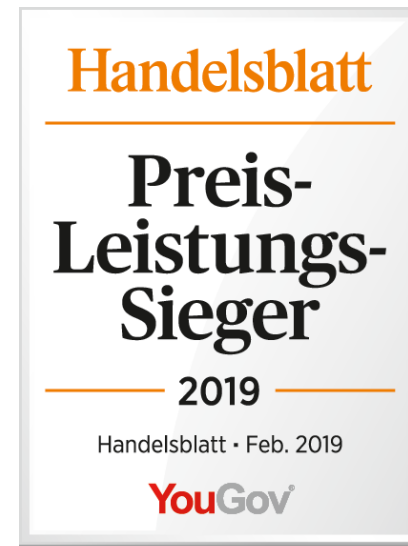 Handelsblatt
Preis-
Leistungs-
Sieger
2019
Handelsblatt • Feb. 2019
YouGov®